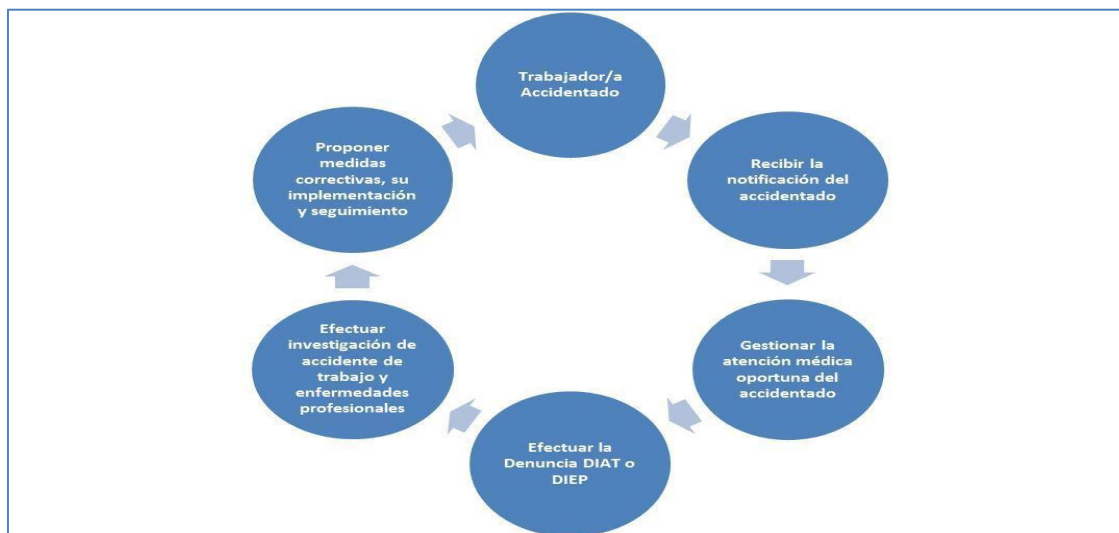 Trabajador/a
Accidentado
Recibir la
notificación del
accidentado
Gestionar la
atención médica
oportuna del
accidentado
Efectuar la
Denuncia DIAT o
DIEP
Efectuar
investigación de
accidente de
trabajo y
enfermedades
profesionales
Proponer
medidas
correctivas, su
implementación
y seguimiento